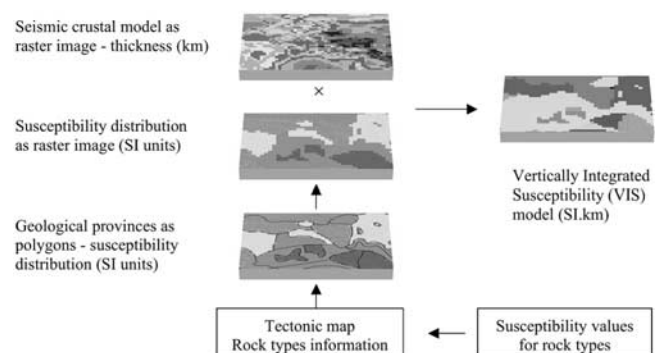 Seismic crustal model as
raster image - thickness (km)
×
Susceptibility distribution
as raster image (SI units)
Vertically Integrated
Susceptibility (VIS)
model (SI.km)
Geological provinces as
polygons - susceptibility
distribution (SI units)
Tectonic map
Rock types information
Susceptibility values
for rock types